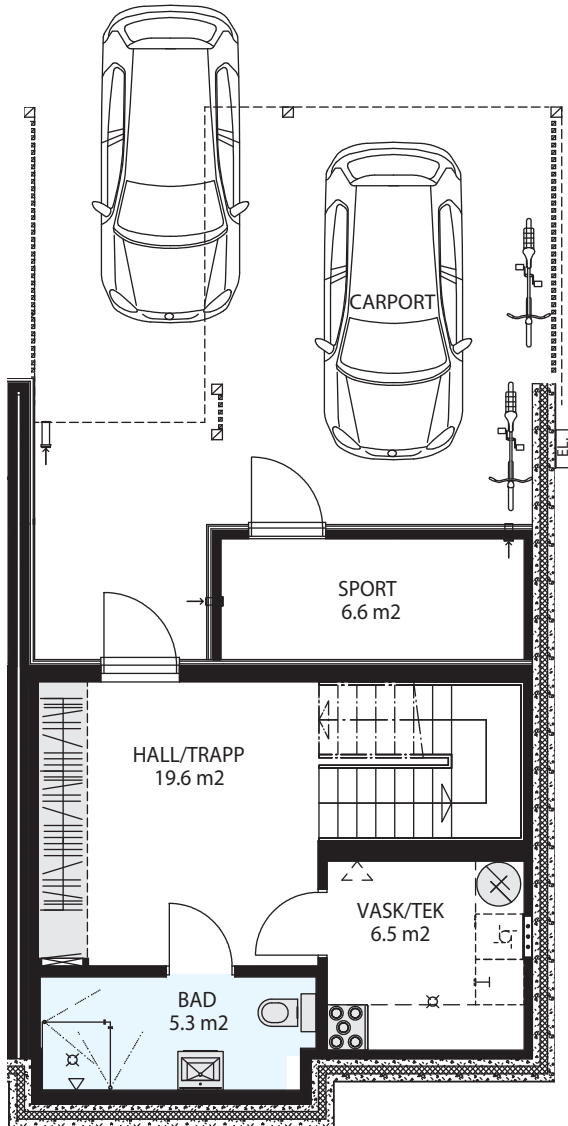 CARPORT
EL.
SPORT
6.6 m2
HALL/TRAPP
19.6 m2
VASK/TEK
6.5 m2
BAD
5.3 m2